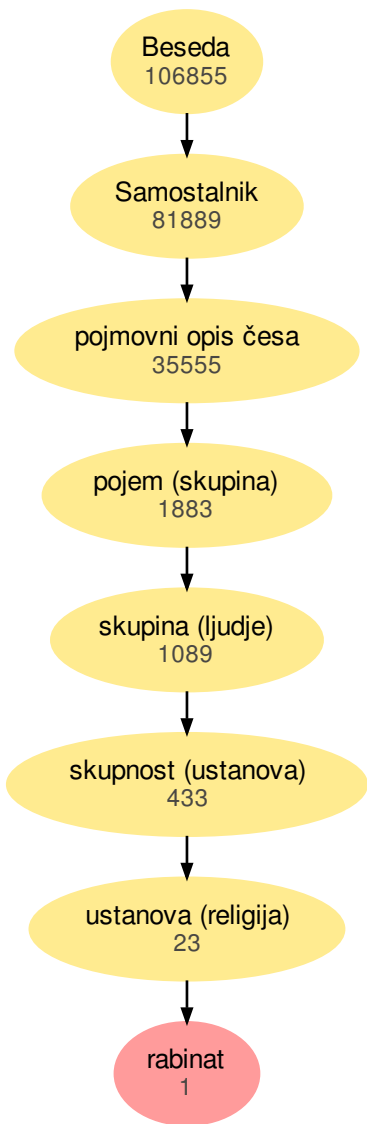 Beseda
106855
Samostalnik
81889
pojmovni opis česa
35555
pojem (skupina)
1883
skupina (ljudje)
1089
skupnost (ustanova)
433
ustanova (religija)
23
rabinat
1